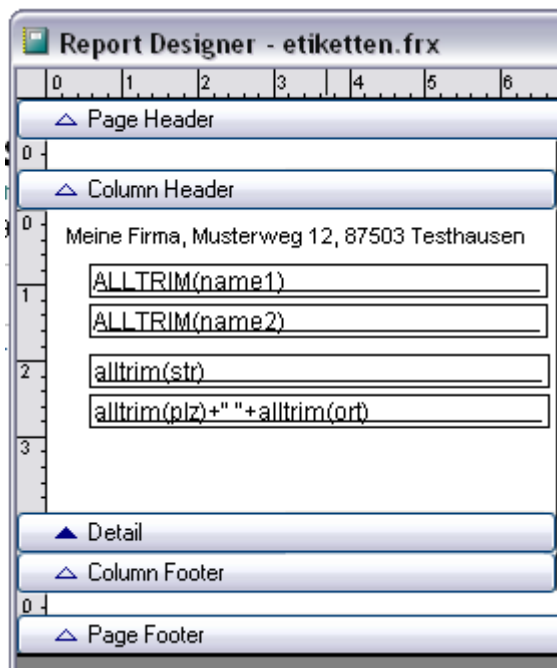 Report Designer - etiketten.frx
0 1 2 3 4 5 6
Page Header
0
Column Header
0
Meine Firma, Musterweg 12, 87503 Testhausen
ALLTRIM(name1)
1
ALLTRIM(name2)
2
alltrim(str)
alltrim(plz)+" "+alltrim(ort)
3
Detail
Column Footer
0
Page Footer